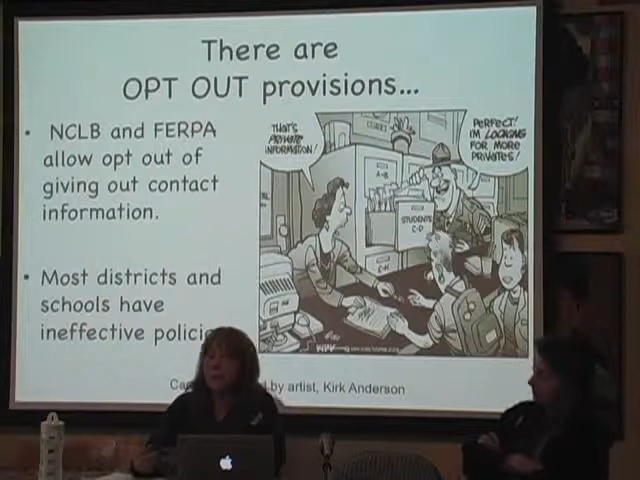 There are
OPT OUT provisions...
• NCLB and FERPA
allow opt out of
giving out contact
information.
• Most districts and
schools have
ineffective
THAT'S
PRIVATE
INFORMATION!
PERFECT!
I'M LOOKING
FOR MORE
PRIVATES!
A-B
STUDENTS
C-D
by artist, Kirk Anderson